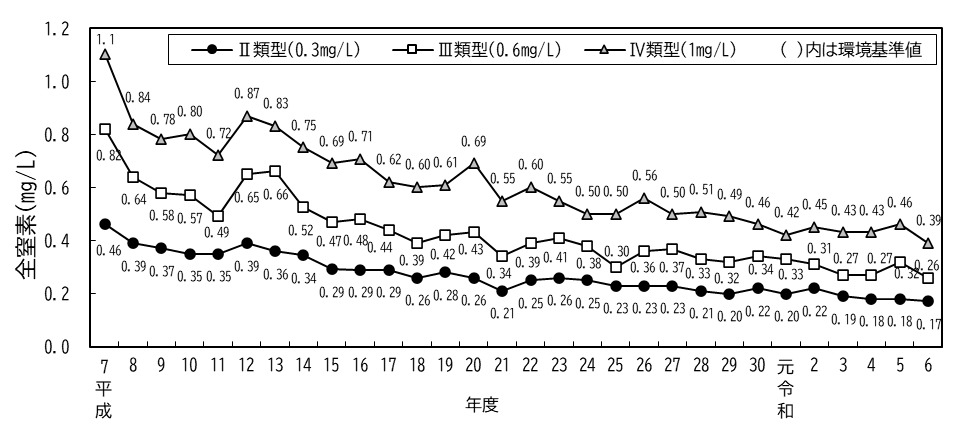 1.2
1.0
0.8
0.6
0.4
0.2
0.0
全窒素(mg/L)
Ⅱ類型(0.3mg/L) Ⅲ類型(0.6mg/L) Ⅳ類型(1mg/L) ( )内は環境基準値
1.1 0.84 0.78 0.80 0.72 0.87 0.83 0.75 0.69 0.71 0.62 0.60 0.61 0.69 0.55 0.60 0.55 0.50 0.50 0.56 0.50 0.51 0.49 0.46 0.42 0.45 0.43 0.43 0.46 0.39
0.82 0.64 0.58 0.57 0.49 0.65 0.66 0.52 0.47 0.48 0.44 0.39 0.42 0.43 0.34 0.39 0.41 0.38 0.30 0.36 0.37 0.33 0.32 0.34 0.33 0.31 0.27 0.27 0.32 0.26
0.46 0.39 0.37 0.35 0.35 0.39 0.36 0.34 0.29 0.29 0.29 0.26 0.28 0.26 0.21 0.25 0.26 0.25 0.23 0.23 0.23 0.21 0.20 0.22 0.20 0.22 0.19 0.18 0.18 0.17
7 8 9 10 11 12 13 14 15 16 17 18 19 20 21 22 23 24 25 26 27 28 29 30 元 2 3 4 5 6
平成
令和
年度